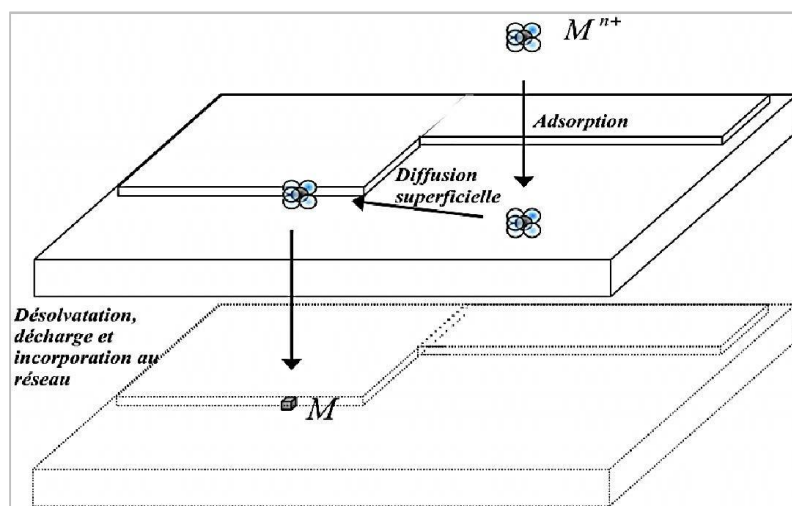 M^{n+}
Adsorption
Diffusion
superficielle
Désolvatation,
décharge et
incorporation au
réseau
M